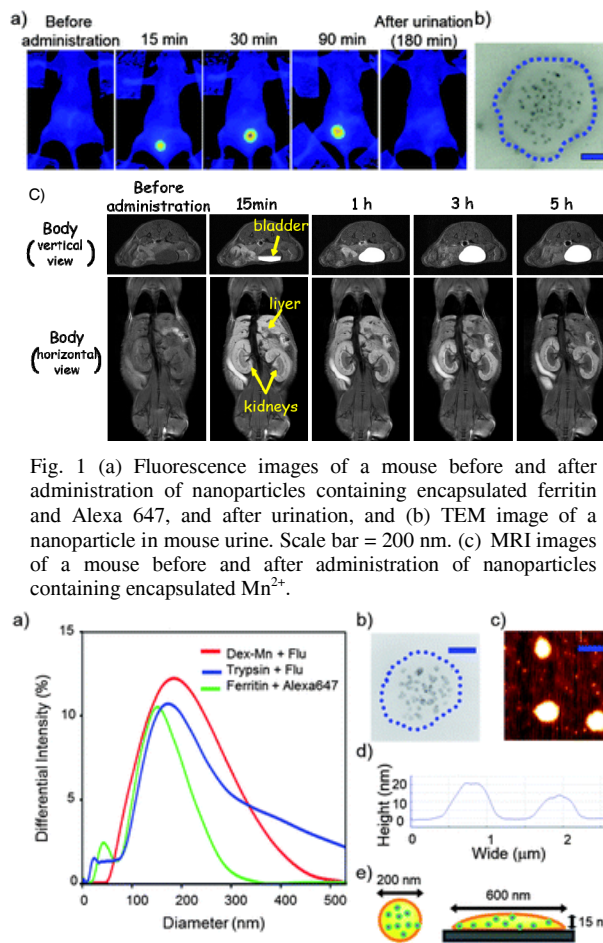 a)
Before administration
15 min
30 min
90 min
After urination (180 min)
b)
C)
Before administration
15min
1 h
3 h
5 h
Body
(vertical view)
bladder
liver
Body
(horizontal view)
kidneys
Fig. 1 (a) Fluorescence images of a mouse before and after
administration of nanoparticles containing encapsulated ferritin
and Alexa 647, and after urination, and (b) TEM image of a
nanoparticle in mouse urine. Scale bar = 200 nm. (c) MRI images
of a mouse before and after administration of nanoparticles
containing encapsulated Mn²⁺.
a)
15
10
5
0
Differential Intensity (%)
Dex-Mn + Flu
Trypsin + Flu
Ferritin + Alexa647
0 100 200 300 400 500
Diameter (nm)
b)
c)
d)
Height (nm)
20
10
0
0 1 2
Wide (μm)
e)
200 nm
600 nm